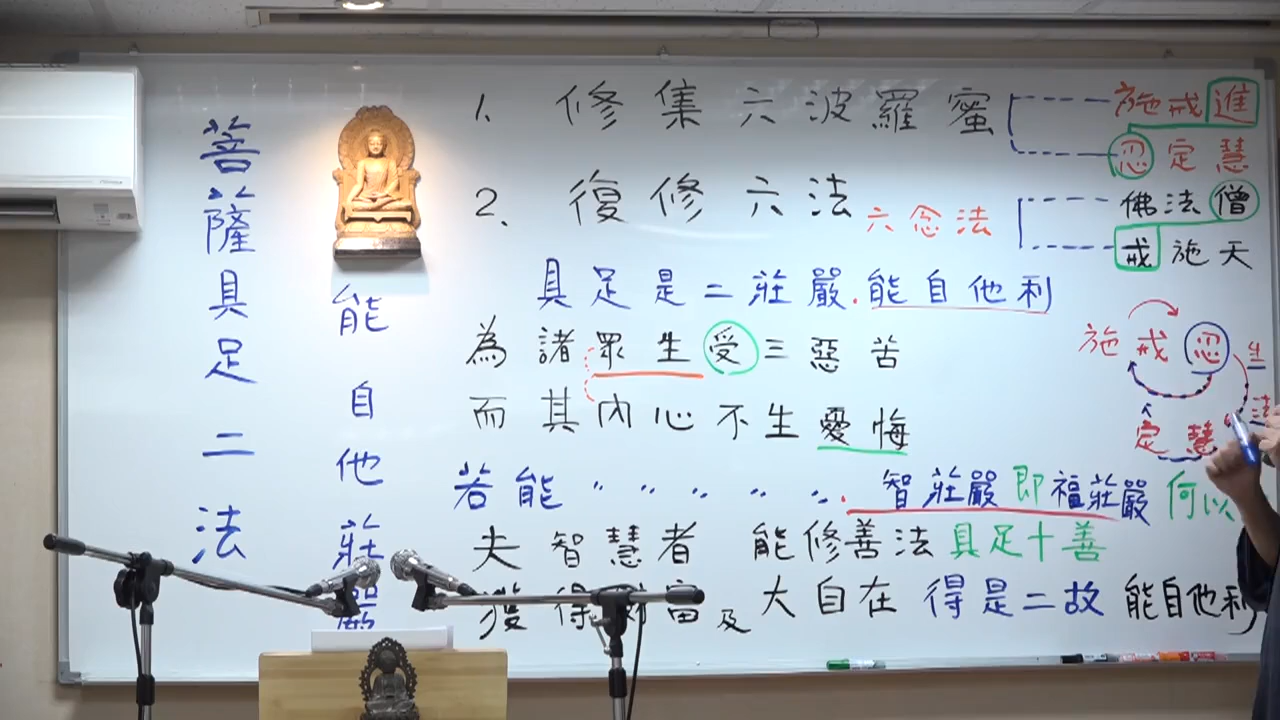 菩薩具足二法
能自他莊嚴
1、修集六波羅蜜
施戒進
忍定慧
2、復修六法 六念法
佛法僧
戒施天
具足是二莊嚴．能自他利
為諸眾生受三惡苦
而其內心不生憂悔
施戒忍 生
定慧 法
若能〃〃〃〃〃．智莊嚴即福莊嚴 何以
夫智慧者 能修善法 具足十善
獲得財富及大自在 得是二故 能自他利